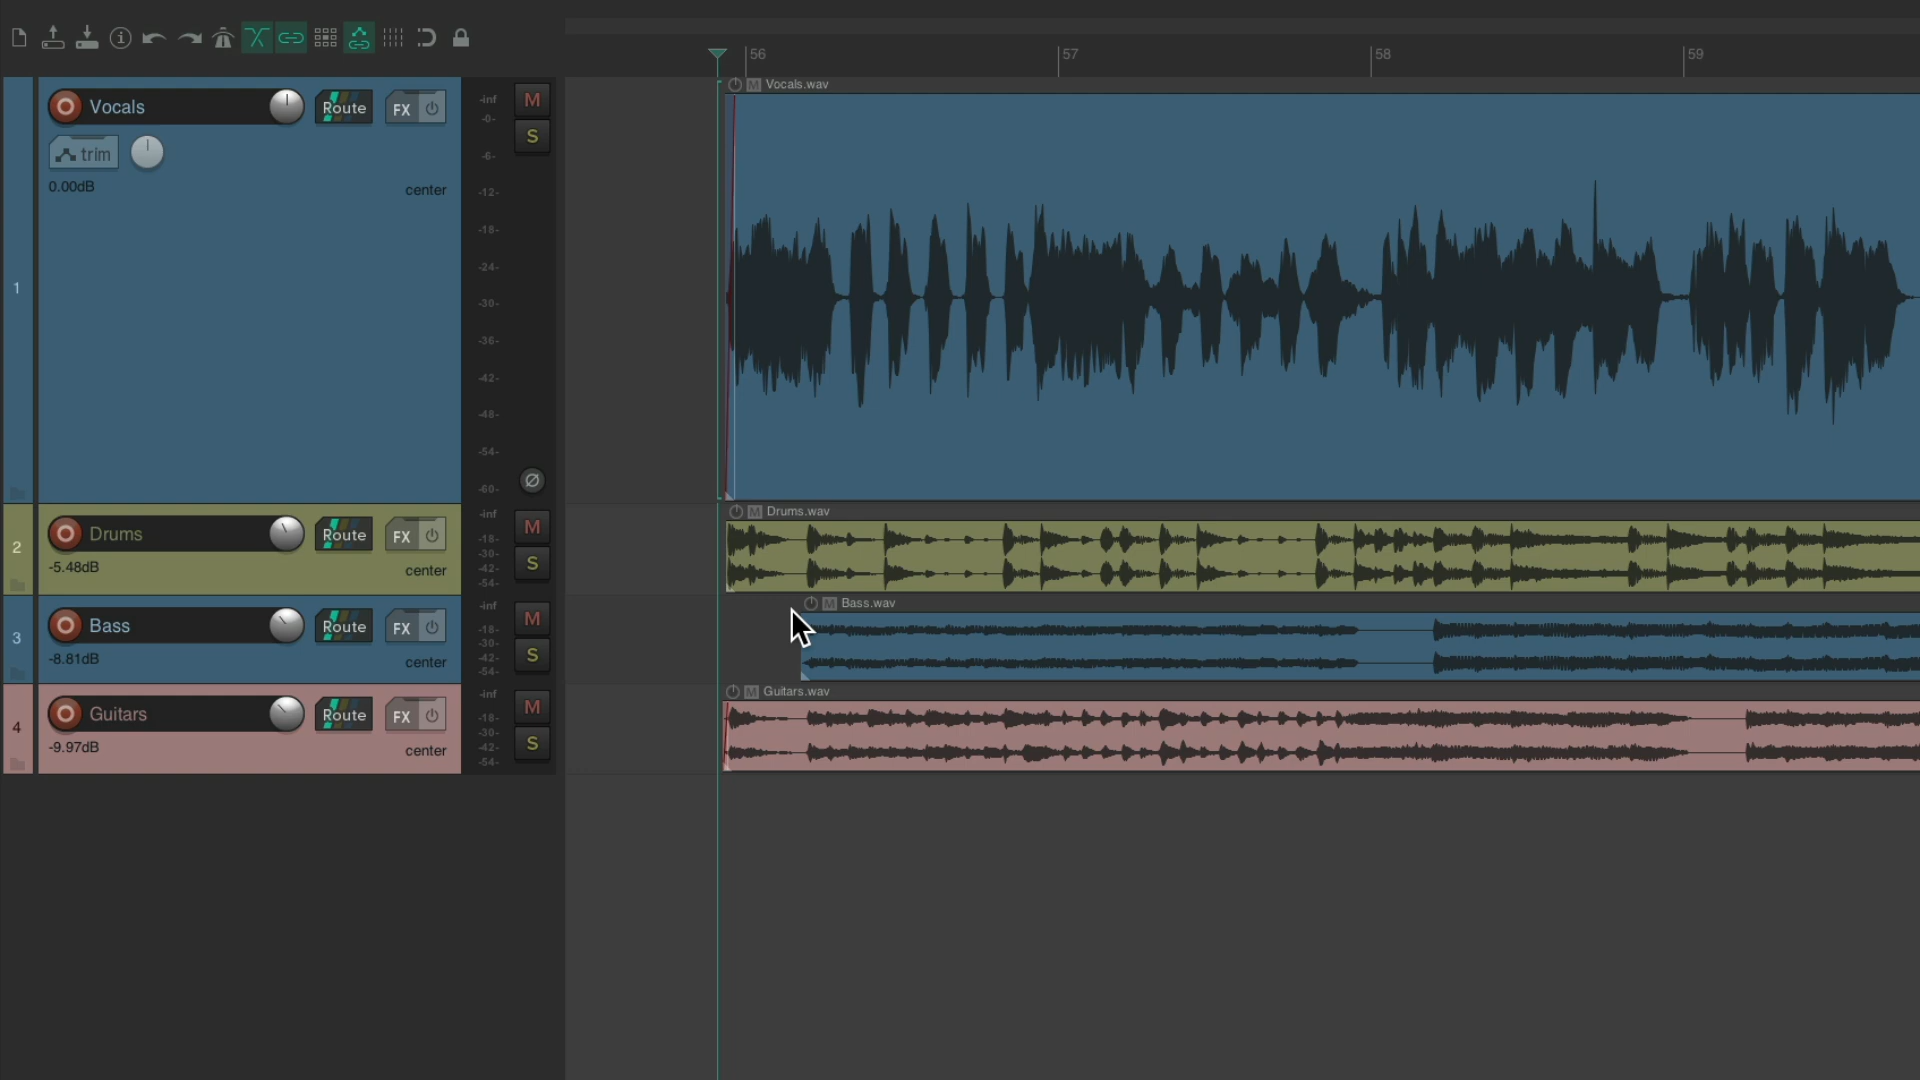 56 57 58 59
Vocals.wav
Vocals Route FX M
S
trim
0.00dB center
-inf
-0-
-6-
-12-
-18-
-24-
-30-
-36-
-42-
-48-
-54-
-60-
1
M Vocals.wav
Drums Route FX M
S
-5.48dB center
-inf
-18-
-30-
-42-
-54-
2
M Drums.wav
Bass Route FX M
S
-8.81dB center
-inf
-18-
-30-
-42-
-54-
3
M Bass.wav
Guitars Route FX M
S
-9.97dB center
-inf
-18-
-30-
-42-
-54-
4
M Guitars.wav